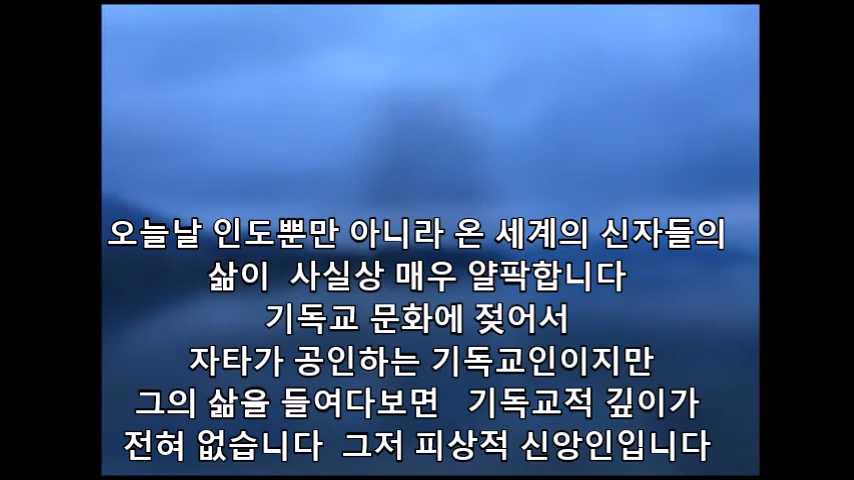 오늘날 인도뿐만 아니라 온 세계의 신자들의
삶이 사실상 매우 얄팍합니다
기독교 문화에 젖어서
자타가 공인하는 기독교인이지만
그의 삶을 들여다보면 기독교적 깊이가
전혀 없습니다 그저 피상적 신앙인입니다